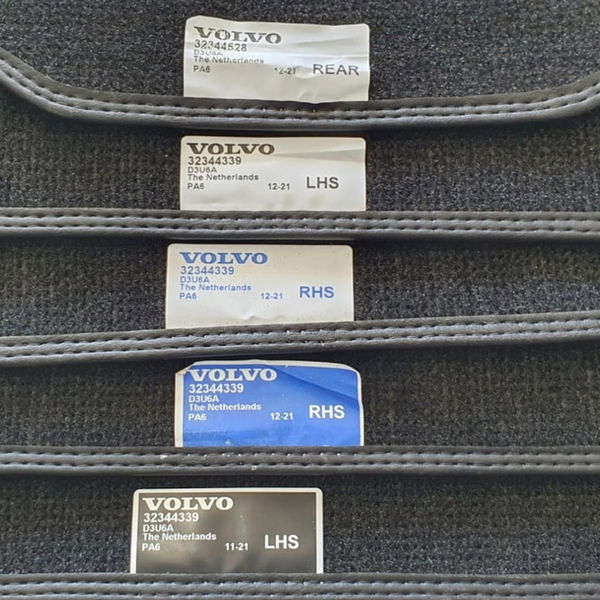 VOLVO
32344528
D3U6A
The Netherlands
PA6 12-21 REAR
VOLVO
32344339
D3U6A
The Netherlands
PA6 12-21 LHS
VOLVO
32344339
D3U6A
The Netherlands
PA6 12-21 RHS
VOLVO
32344339
D3U6A
The Netherlands
PA6 12-21 RHS
VOLVO
32344339
D3U6A
The Netherlands
PA6 11-21 LHS